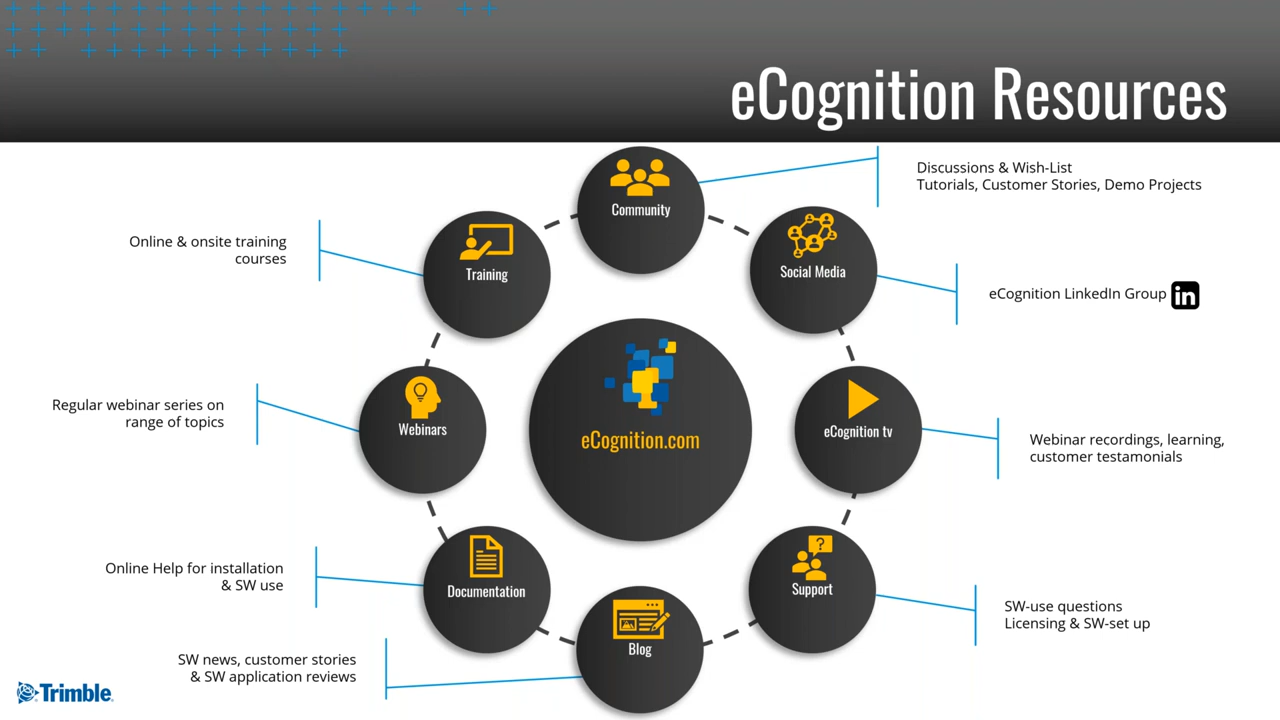 eCognition Resources
Community
Discussions & Wish-List
Tutorials, Customer Stories, Demo Projects
Social Media
eCognition LinkedIn Group in
eCognition tv
Webinar recordings, learning,
customer testamonials
Support
SW-use questions
Licensing & SW-set up
Blog
SW news, customer stories
& SW application reviews
Documentation
Online Help for installation
& SW use
Webinars
Regular webinar series on
range of topics
Training
Online & onsite training
courses
eCognition.com
?
Trimble